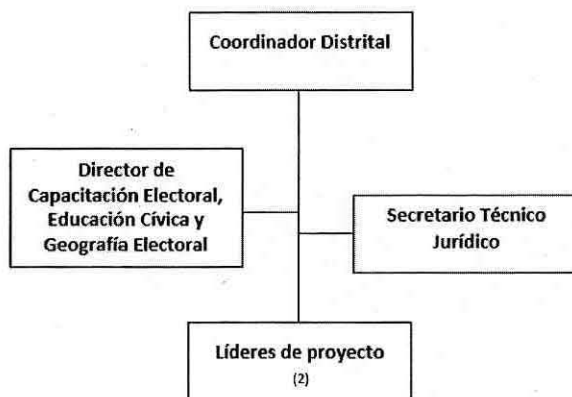 Coordinador Distrital
Director de
Capacitación Electoral,
Educación Cívica y
Geografía Electoral
Secretario Técnico
Jurídico
Líderes de proyecto
(2)